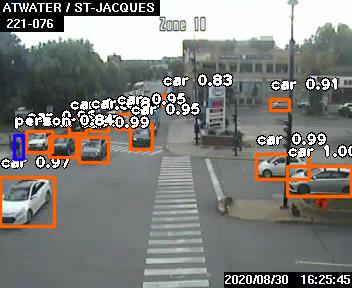 ATWATER / ST-JACQUES
221-076
Zone 10
car 0.83
car 0.91
car 0.95
car 0.95
person 0.84
0.99
car 0.99
car 0.97
car 1.00
2020/08/30 16:25:45